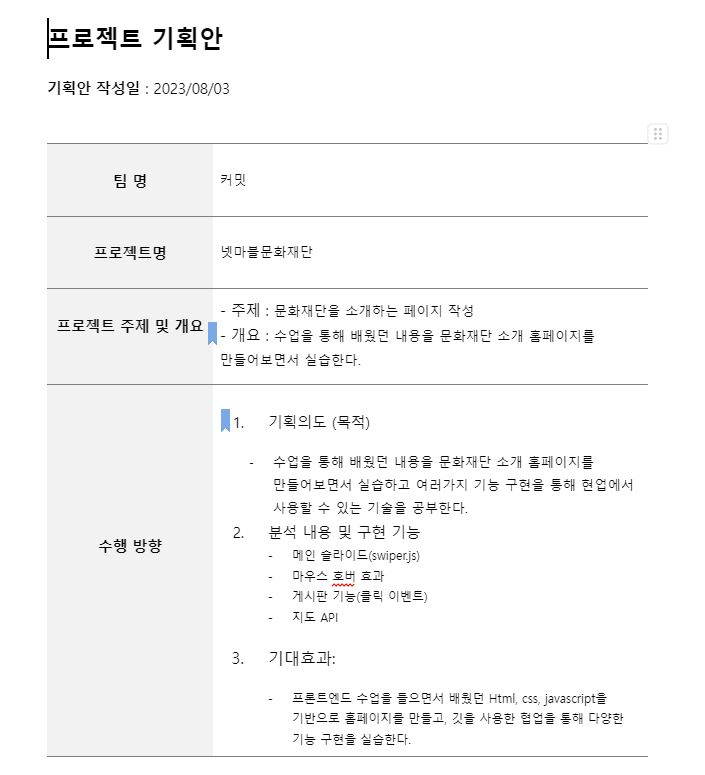 프로젝트 기획안
기획안 작성일 : 2023/08/03
팀 명
커밋
프로젝트명
넷마블문화재단
프로젝트 주제 및 개요
- 주제 : 문화재단을 소개하는 페이지 작성
- 개요 : 수업을 통해 배웠던 내용을 문화재단 소개 홈페이지를
만들어보면서 실습한다.
수행 방향
1. 기획의도 (목적)
- 수업을 통해 배웠던 내용을 문화재단 소개 홈페이지를
만들어보면서 실습하고 여러가지 기능 구현을 통해 현업에서
사용할 수 있는 기술을 공부한다.
2. 분석 내용 및 구현 기능
- 메인 슬라이드(swiper.js)
- 마우스 호버 효과
- 게시판 기능(클릭 이벤트)
- 지도 API
3. 기대효과:
- 프론트엔드 수업을 들으면서 배웠던 Html, css, javascript을
기반으로 홈페이지를 만들고, 깃을 사용한 협업을 통해 다양한
기능 구현을 실습한다.